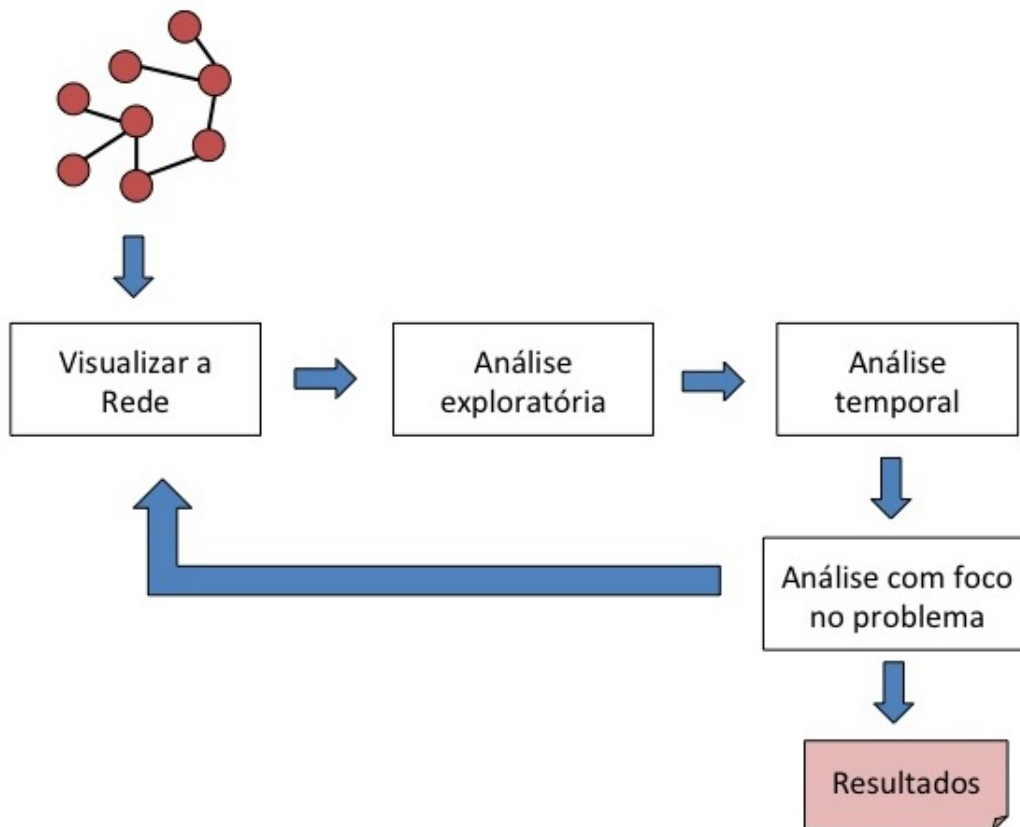 Visualizar a
Rede
Análise
exploratória
Análise
temporal
Análise com foco
no problema
Resultados